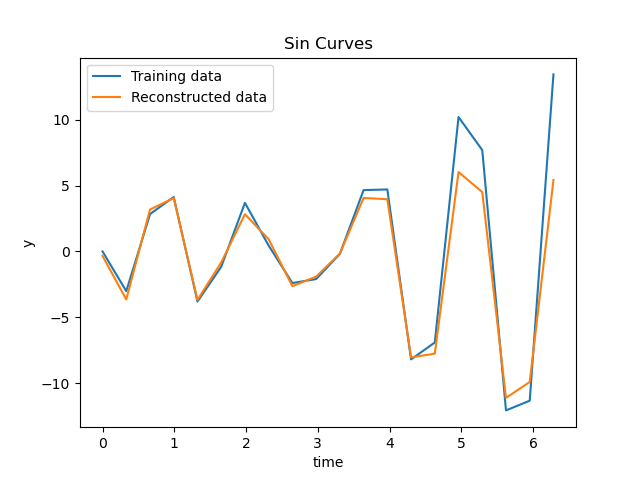 Sin Curves
Training data
Reconstructed data
10
5
0
−5
−10
y
0 1 2 3 4 5 6
time